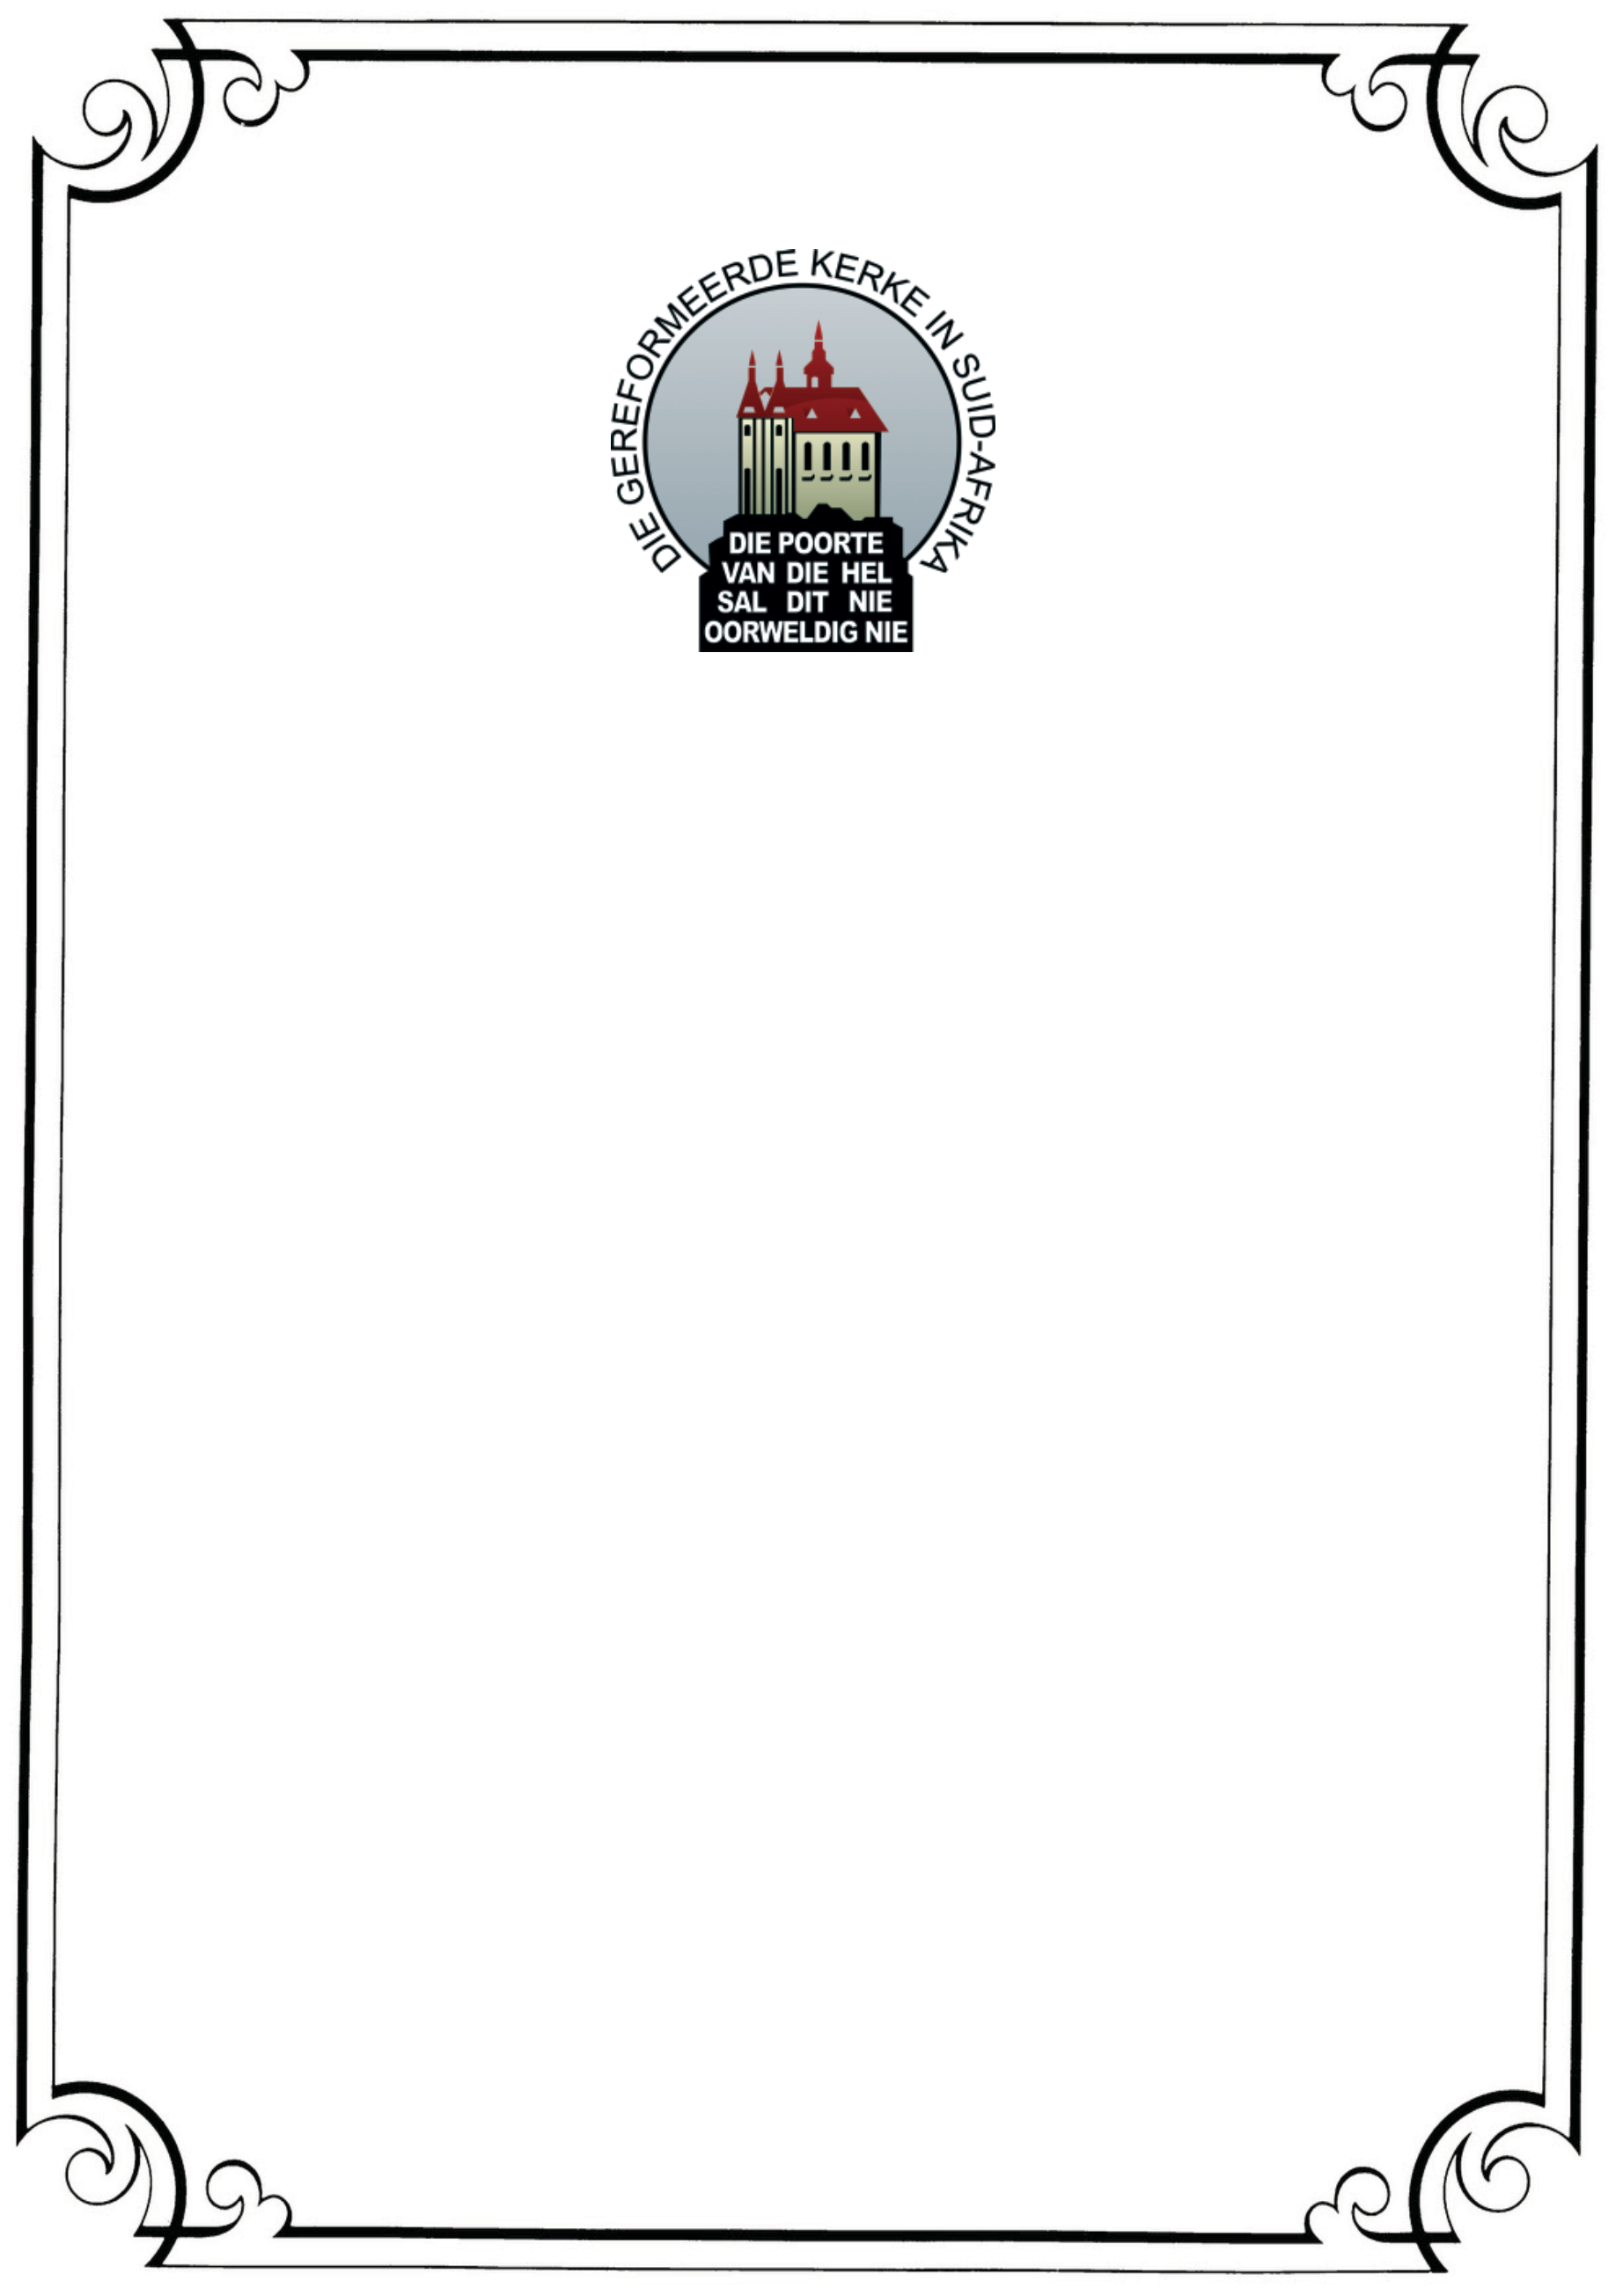 DIE GEREFORMEERDE KERKE IN SUID-AFRIKA
DIE POORTE
VAN DIE HEL
SAL DIT NIE
OORWELDIG NIE